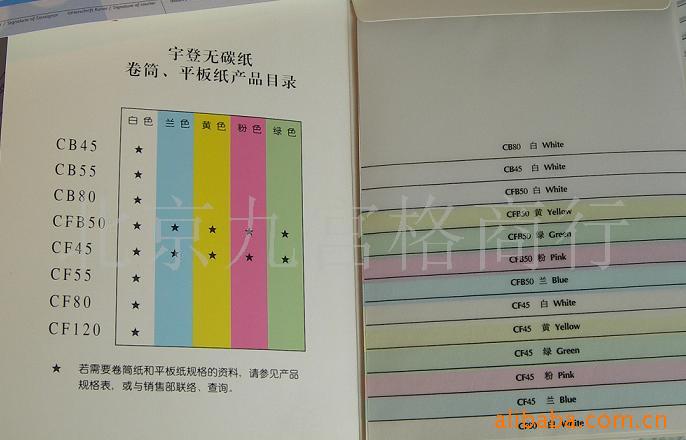 宇登无碳纸
卷筒、平板纸产品目录
白色 兰色 黄色 粉色 绿色
CB45 ★
CB55 ★
CB80 ★
CFB50 ★ ★ ★ ★ ★
CF45 ★ ★ ★ ★ ★
CF55 ★
CF80 ★
CF120 ★
★ 若需要卷筒纸和平板纸规格的资料，请参见产品
规格表，或与销售部联络、查询。
CB80 白 White
CB45 白 White
CFB50 白 White
CFB50 黄 Yellow
CFB50 绿 Green
CFB50 粉 Pink
CFB50 兰 Blue
CF45 白 White
CF45 黄 Yellow
CF45 绿 Green
CF45 粉 Pink
CF45 兰 Blue
白 White
北京九宫格商行
alibaba.com.cn